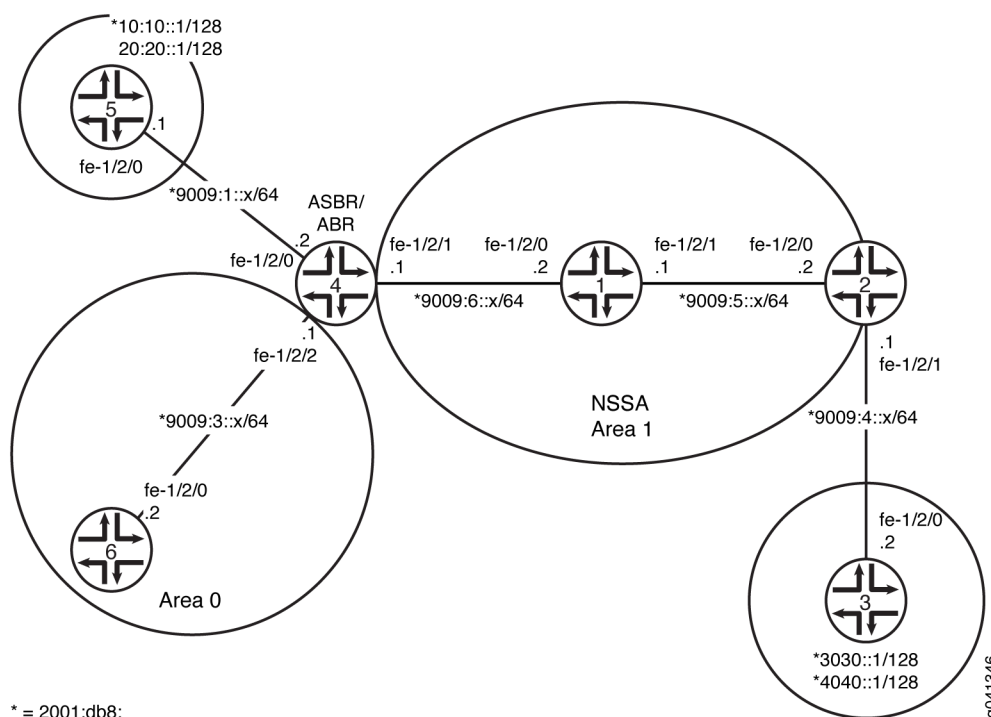 *10:10::1/128
20:20::1/128
5
.1
fe-1/2/0
*9009:1::x/64
ASBR/
ABR
.2
fe-1/2/0
4
fe-1/2/1
.1
fe-1/2/0
.2
*9009:6::x/64
1
fe-1/2/1
.1
fe-1/2/0
.2
*9009:5::x/64
2
.1
fe-1/2/1
.1
fe-1/2/2
*9009:3::x/64
NSSA
Area 1
*9009:4::x/64
fe-1/2/0
.2
6
Area 0
fe-1/2/0
.2
3
*3030::1/128
*4040::1/128
* = 2001:db8:
g041346